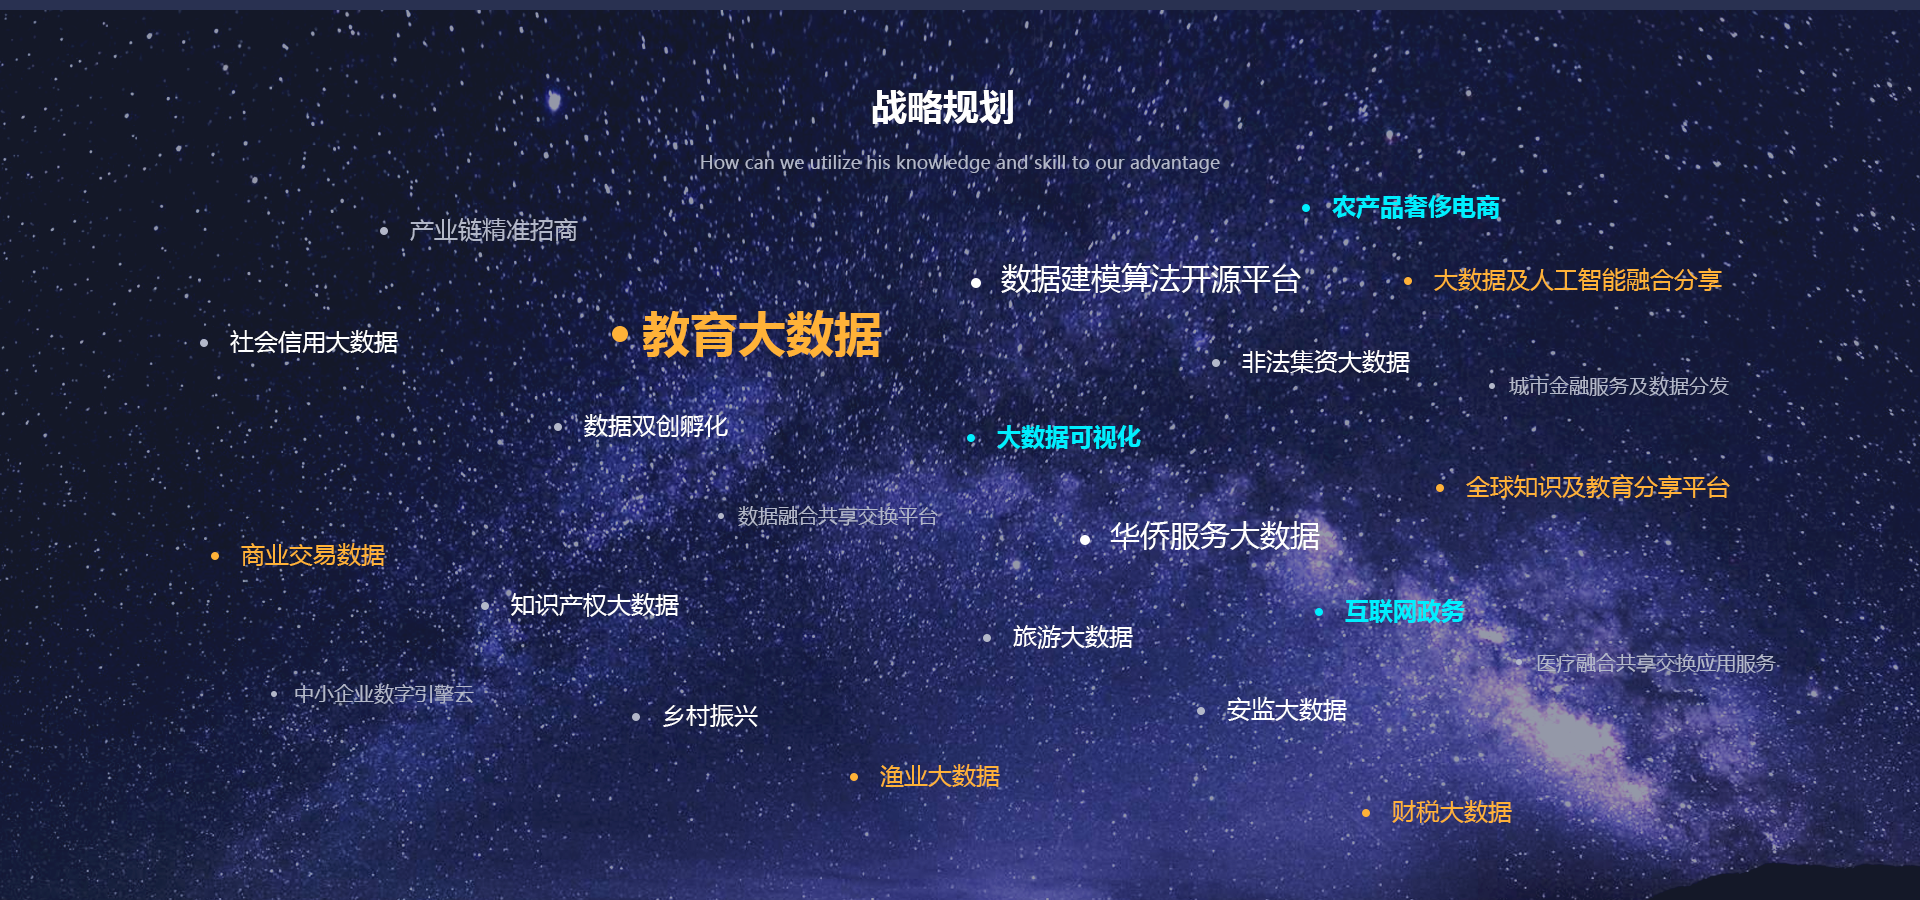 战略规划
How can we utilize his knowledge and skill to our advantage
农产品奢侈电商
产业链精准招商
数据建模算法开源平台
大数据及人工智能融合分享
教育大数据
社会信用大数据
非法集资大数据
城市金融服务及数据分发
数据双创孵化
大数据可视化
全球知识及教育分享平台
数据融合共享交换平台
华侨服务大数据
商业交易数据
知识产权大数据
互联网政务
旅游大数据
医疗融合共享交换应用服务
中小企业数字引擎云
安监大数据
乡村振兴
渔业大数据
财税大数据